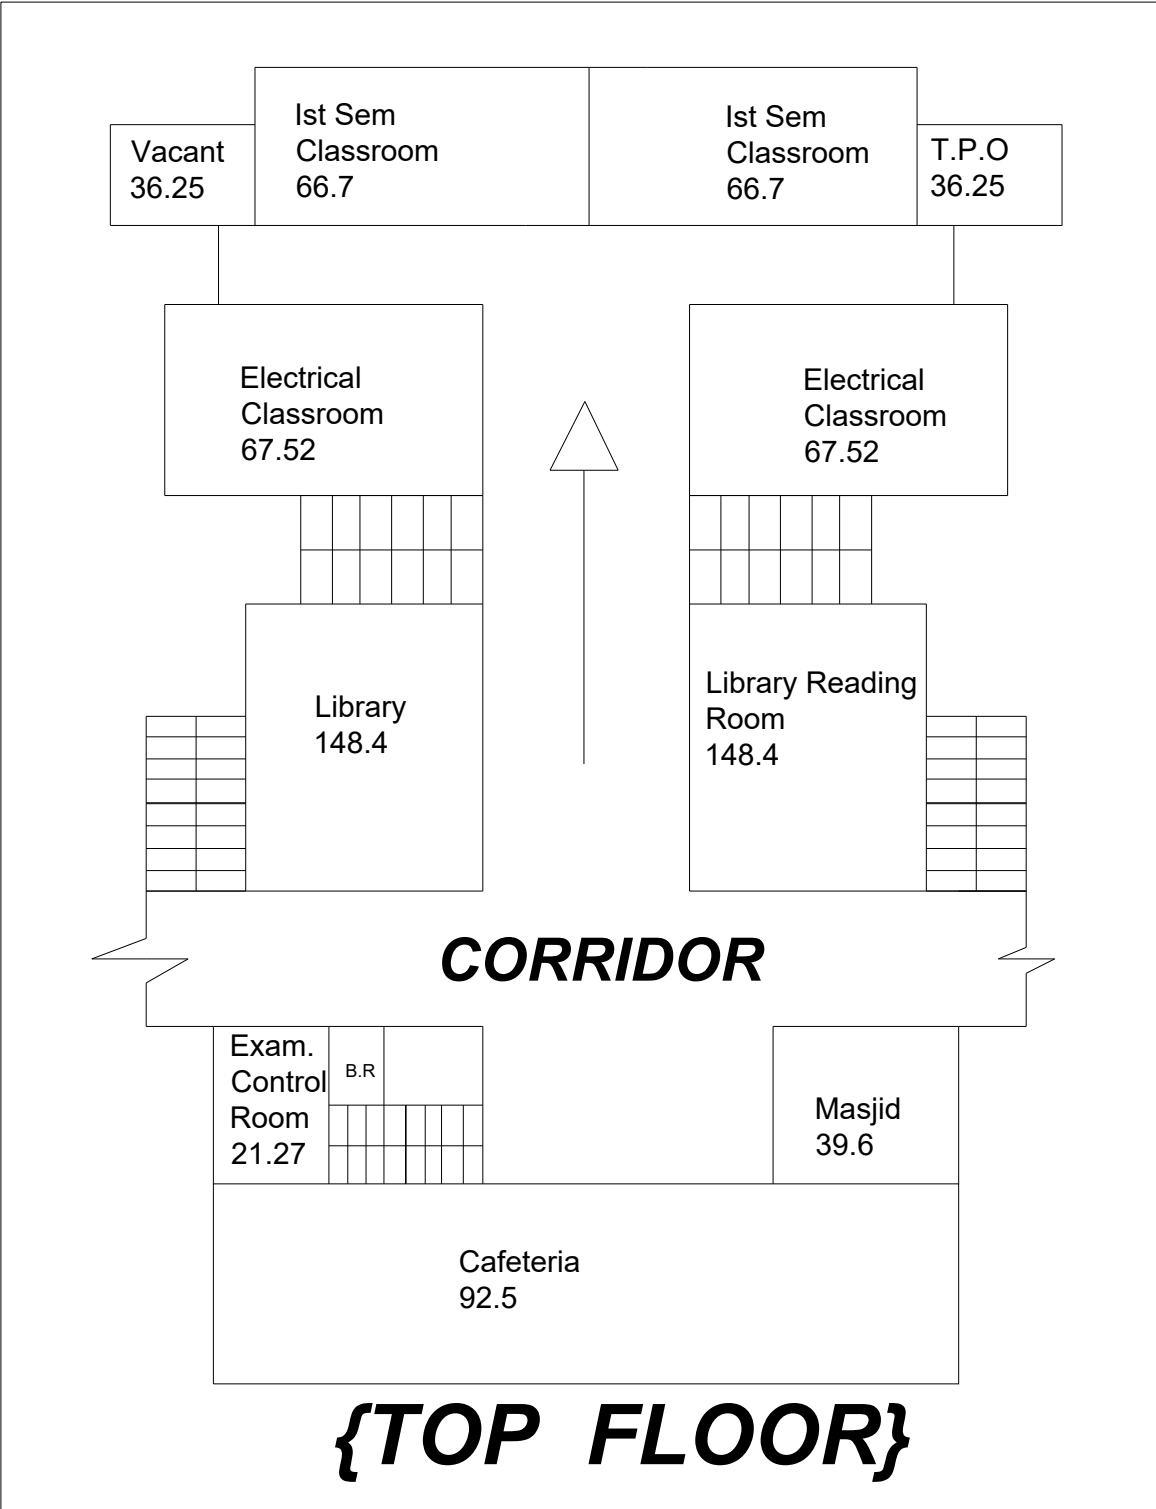 Vacant
36.25
Ist Sem
Classroom
66.7
Ist Sem
Classroom
66.7
T.P.O
36.25
Electrical
Classroom
67.52
Electrical
Classroom
67.52
Library
148.4
Library Reading
Room
148.4
CORRIDOR
Exam.
Control
Room
21.27
B.R
Masjid
39.6
Cafeteria
92.5
{TOP FLOOR}